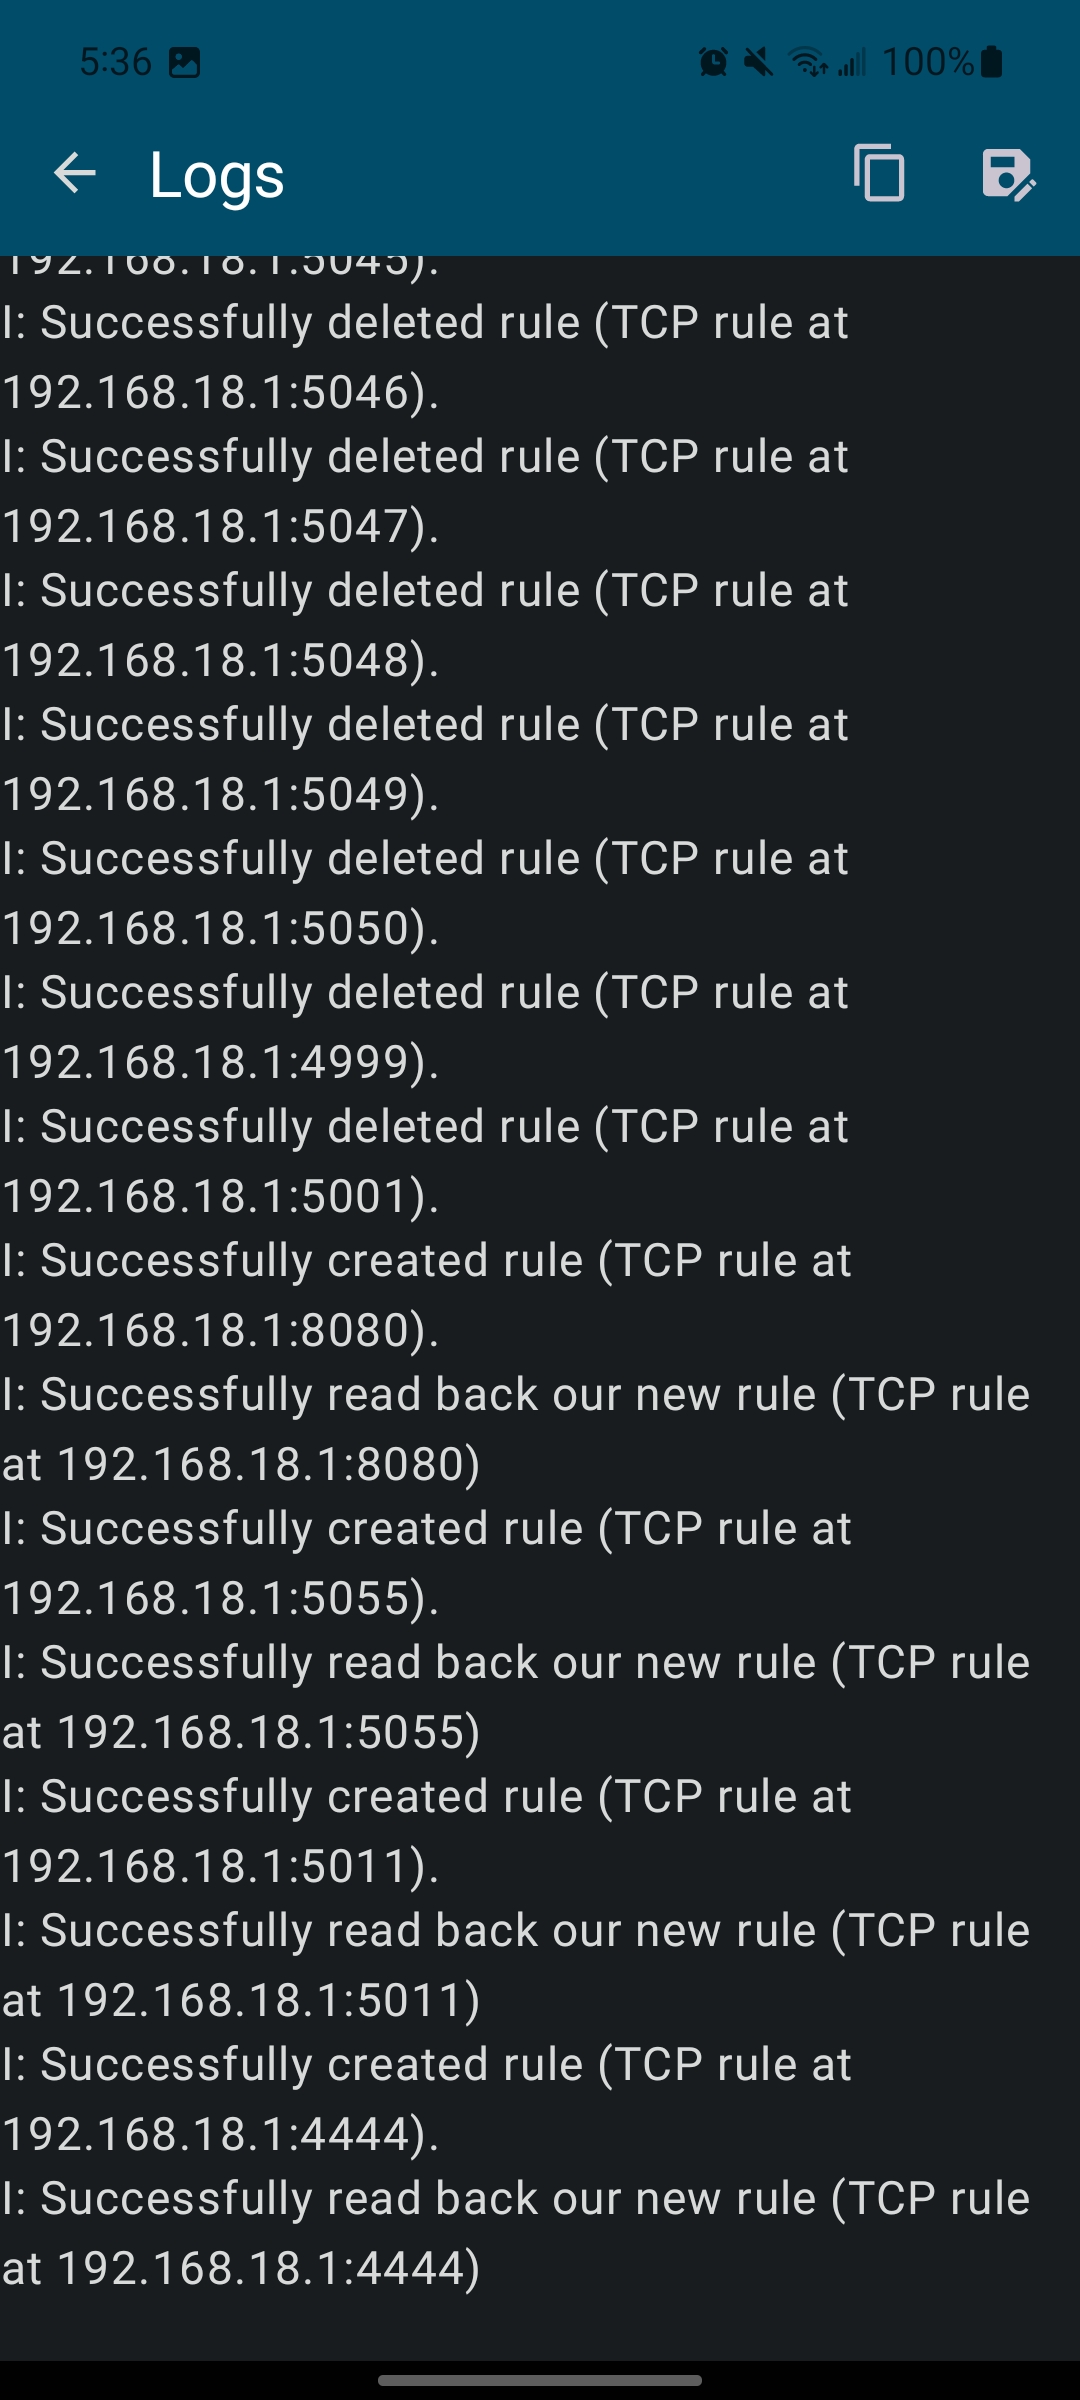 5:36
100%
Logs
192.168.18.1:5045).
I: Successfully deleted rule (TCP rule at
192.168.18.1:5046).
I: Successfully deleted rule (TCP rule at
192.168.18.1:5047).
I: Successfully deleted rule (TCP rule at
192.168.18.1:5048).
I: Successfully deleted rule (TCP rule at
192.168.18.1:5049).
I: Successfully deleted rule (TCP rule at
192.168.18.1:5050).
I: Successfully deleted rule (TCP rule at
192.168.18.1:4999).
I: Successfully deleted rule (TCP rule at
192.168.18.1:5001).
I: Successfully created rule (TCP rule at
192.168.18.1:8080).
I: Successfully read back our new rule (TCP rule
at 192.168.18.1:8080)
I: Successfully created rule (TCP rule at
192.168.18.1:5055).
I: Successfully read back our new rule (TCP rule
at 192.168.18.1:5055)
I: Successfully created rule (TCP rule at
192.168.18.1:5011).
I: Successfully read back our new rule (TCP rule
at 192.168.18.1:5011)
I: Successfully created rule (TCP rule at
192.168.18.1:4444).
I: Successfully read back our new rule (TCP rule
at 192.168.18.1:4444)